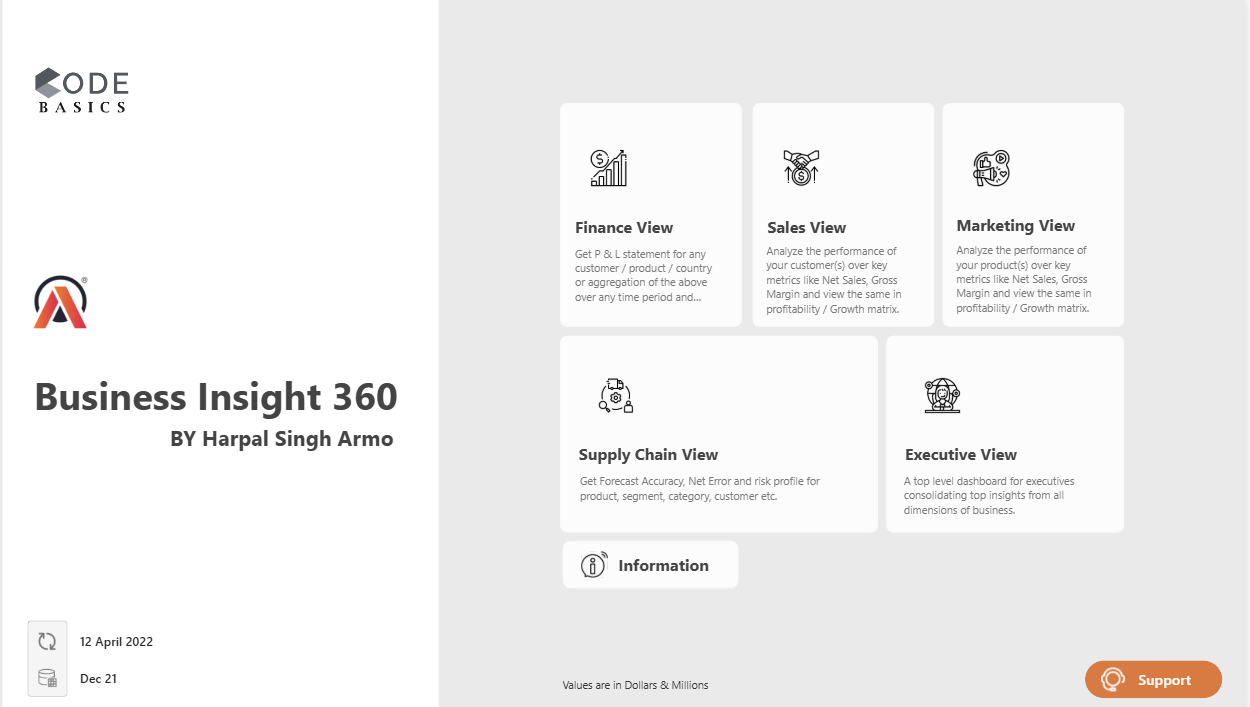 CODE
BASICS
®
Business Insight 360
BY Harpal Singh Armo
12 April 2022
Dec 21
Finance View
Get P & L statement for any
customer / product / country
or aggregation of the above
over any time period and...
Sales View
Analyze the performance of
your customer(s) over key
metrics like Net Sales, Gross
Margin and view the same in
profitability / Growth matrix.
Marketing View
Analyze the performance of
your product(s) over key
metrics like Net Sales, Gross
Margin and view the same in
profitability / Growth matrix.
Supply Chain View
Get Forecast Accuracy, Net Error and risk profile for
product, segment, category, customer etc.
Executive View
A top level dashboard for executives
consolidating top insights from all
dimensions of business.
Information
Values are in Dollars & Millions
Support